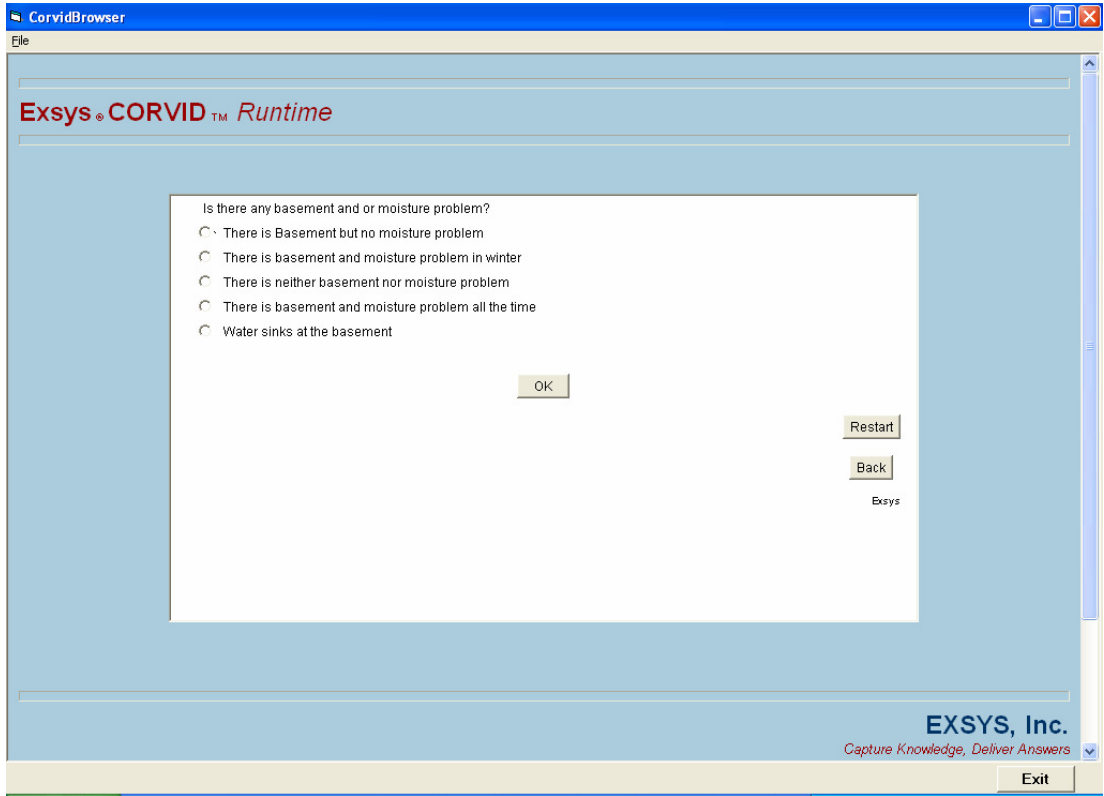 CorvidBrowser
File
Exsys ® CORVID TM Runtime
Is there any basement and or moisture problem?
There is Basement but no moisture problem
There is basement and moisture problem in winter
There is neither basement nor moisture problem
There is basement and moisture problem all the time
Water sinks at the basement
OK
Restart
Back
Exsys
EXSYS, Inc.
Capture Knowledge, Deliver Answers
Exit